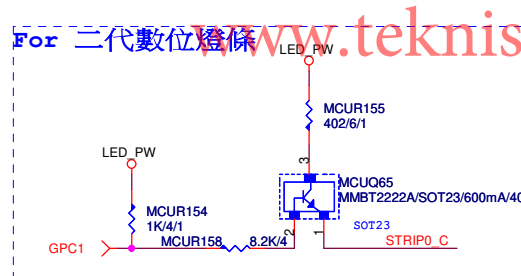 www.teknis
For 二代數位燈條
LED_PW
MCUR155
402/6/1
LED_PW
3
MCUQ65
MMBT2222A/SOT23/600mA/40
MCUR154
1K/4/1
SOT23
2
1
GPC1
MCUR158
8.2K/4
STRIP0_C